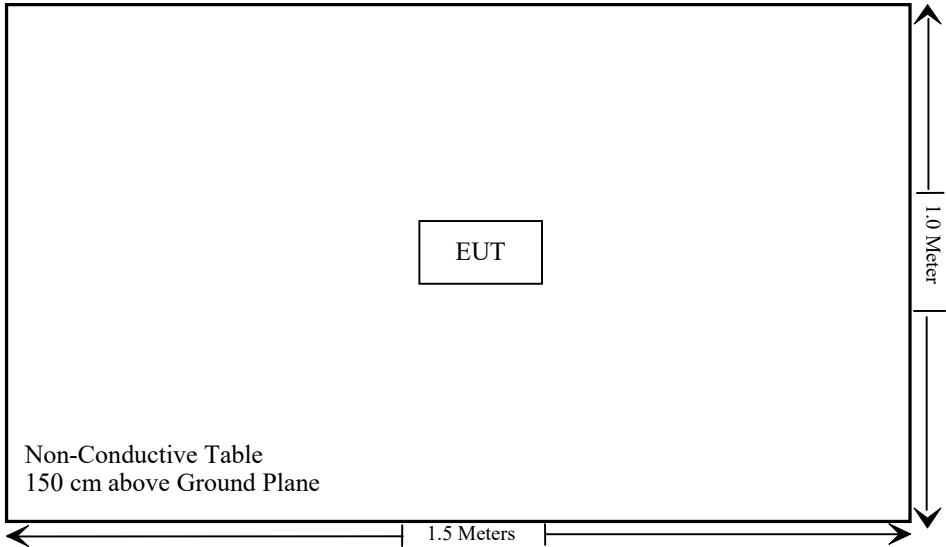 EUT
1.0 Meter
Non-Conductive Table
150 cm above Ground Plane
1.5 Meters